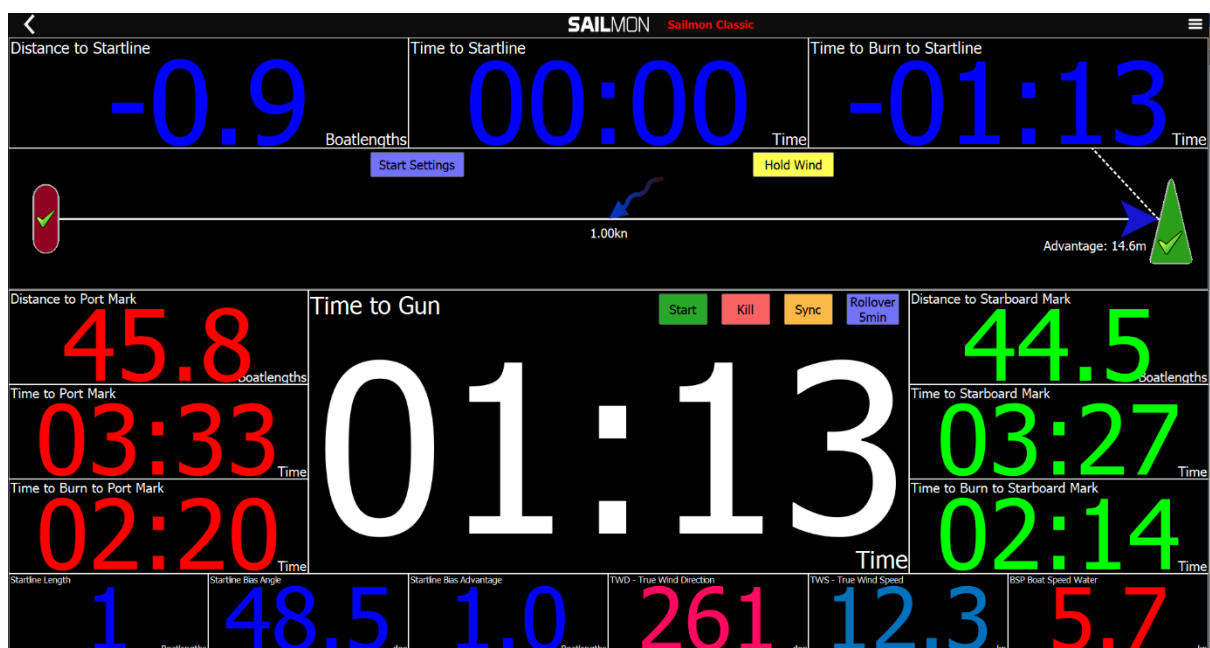 SAILMON Sailmon Classic
Distance to Startline
-0.9
Boatlengths
Time to Startline
00:00
Time
Time to Burn to Startline
-01:13
Time
Start Settings
Hold Wind
1.00kn
Advantage: 14.6m
Distance to Port Mark
45.8
Boatlengths
Time to Port Mark
03:33
Time
Time to Burn to Port Mark
02:20
Time
Time to Gun
Start
Kill
Sync
Rollover
5min
01:13
Time
Distance to Starboard Mark
44.5
Boatlengths
Time to Starboard Mark
03:27
Time
Time to Burn to Starboard Mark
02:14
Time
Startline Length
1
Boatlengths
Startline Bias Angle
48.5
deg
Startline Bias Advantage
1.0
Boatlengths
TWD - True Wind Direction
261
deg
TWS - True Wind Speed
12.3
kn
BSP Boat Speed Water
5.7
kn